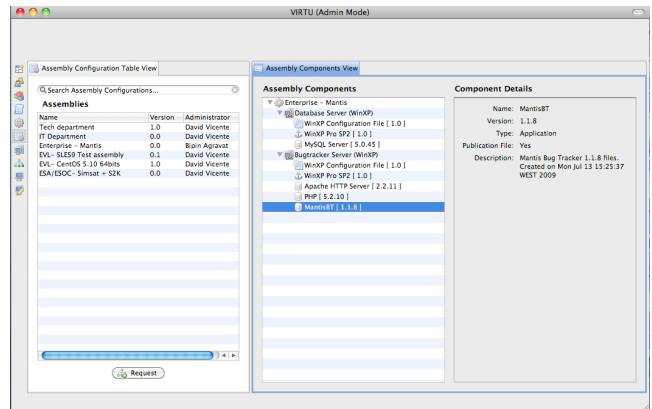 VIRTU (Admin Mode)
Assembly Configuration Table View
Search Assembly Configurations...
Assemblies
Name Version Administrator
Tech department 1.0 David Vicente
IT Department 0.0 David Vicente
Enterprise - Mantis 0.0 Bipin Agravat
EVL- SLES9 Test assembly 0.1 David Vicente
EVL- CentOS 5.10 64bits 1.0 David Vicente
ESA/ESOC- Simsat + S2K 0.0 David Vicente
Request
Assembly Components View
Assembly Components
Enterprise - Mantis
Database Server (WinXP)
WinXP Configuration File [ 1.0 ]
WinXP Pro SP2 [ 1.0 ]
MySQL Server [ 5.0.45 ]
Bugtracker Server (WinXP)
WinXP Configuration File [ 1.0 ]
WinXP Pro SP2 [ 1.0 ]
Apache HTTP Server [ 2.2.11 ]
PHP [ 5.2.10 ]
MantisBT [ 1.1.8 ]
Component Details
Name: MantisBT
Version: 1.1.8
Type: Application
Publication File: Yes
Description: Mantis Bug Tracker 1.1.8 files.
Created on Mon Jul 13 15:25:37
WEST 2009